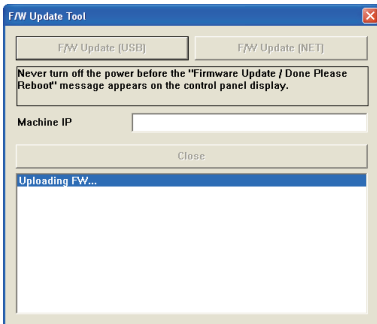 F/W Update Tool
F/W Update (USB) F/W Update (NET)
Never turn off the power before the "Firmware Update / Done Please
Reboot" message appears on the control panel display.
Machine IP
Close
Uploading FW...